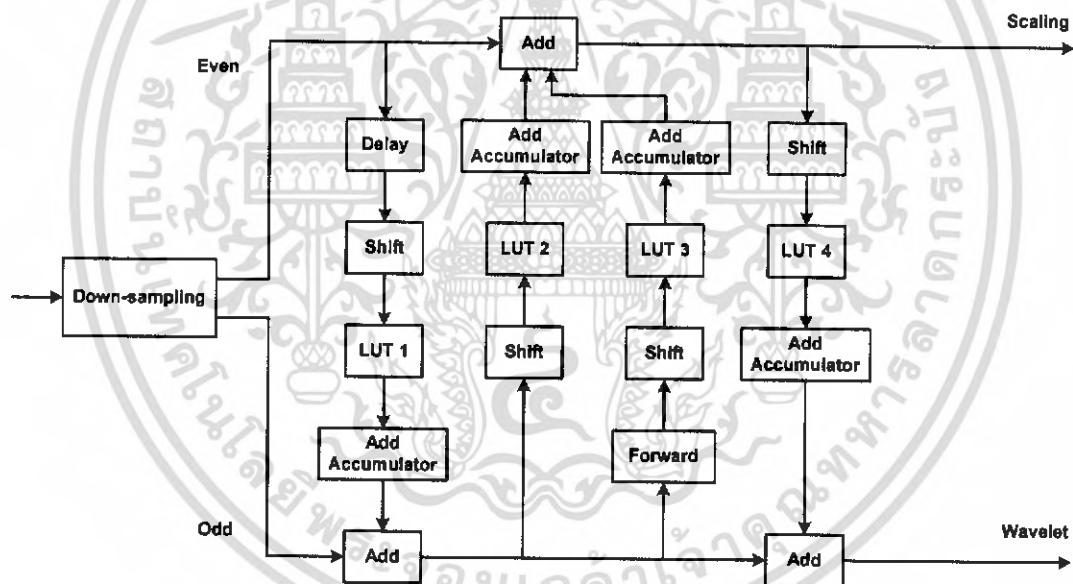 Scaling
Even
Add
Delay
Add
Accumulator
Add
Accumulator
Shift
Shift
LUT 2
LUT 3
LUT 4
Down-sampling
LUT 1
Shift
Shift
Add
Accumulator
Add
Accumulator
Forward
Odd
Add
Add
Wavelet